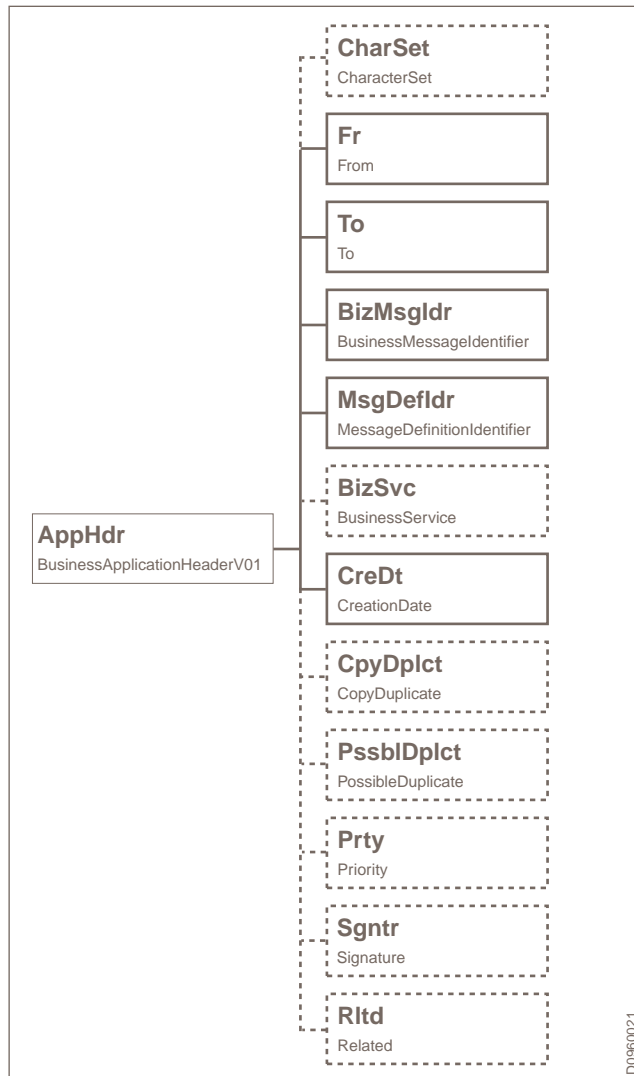 CharSet
CharacterSet
Fr
From
To
To
BizMsgIdr
BusinessMessageIdentifier
MsgDefIdr
MessageDefinitionIdentifier
BizSvc
BusinessService
AppHdr
BusinessApplicationHeaderV01
CreDt
CreationDate
CpyDplct
CopyDuplicate
PssblDplct
PossibleDuplicate
Prty
Priority
Sgntr
Signature
Rltd
Related
D0960021